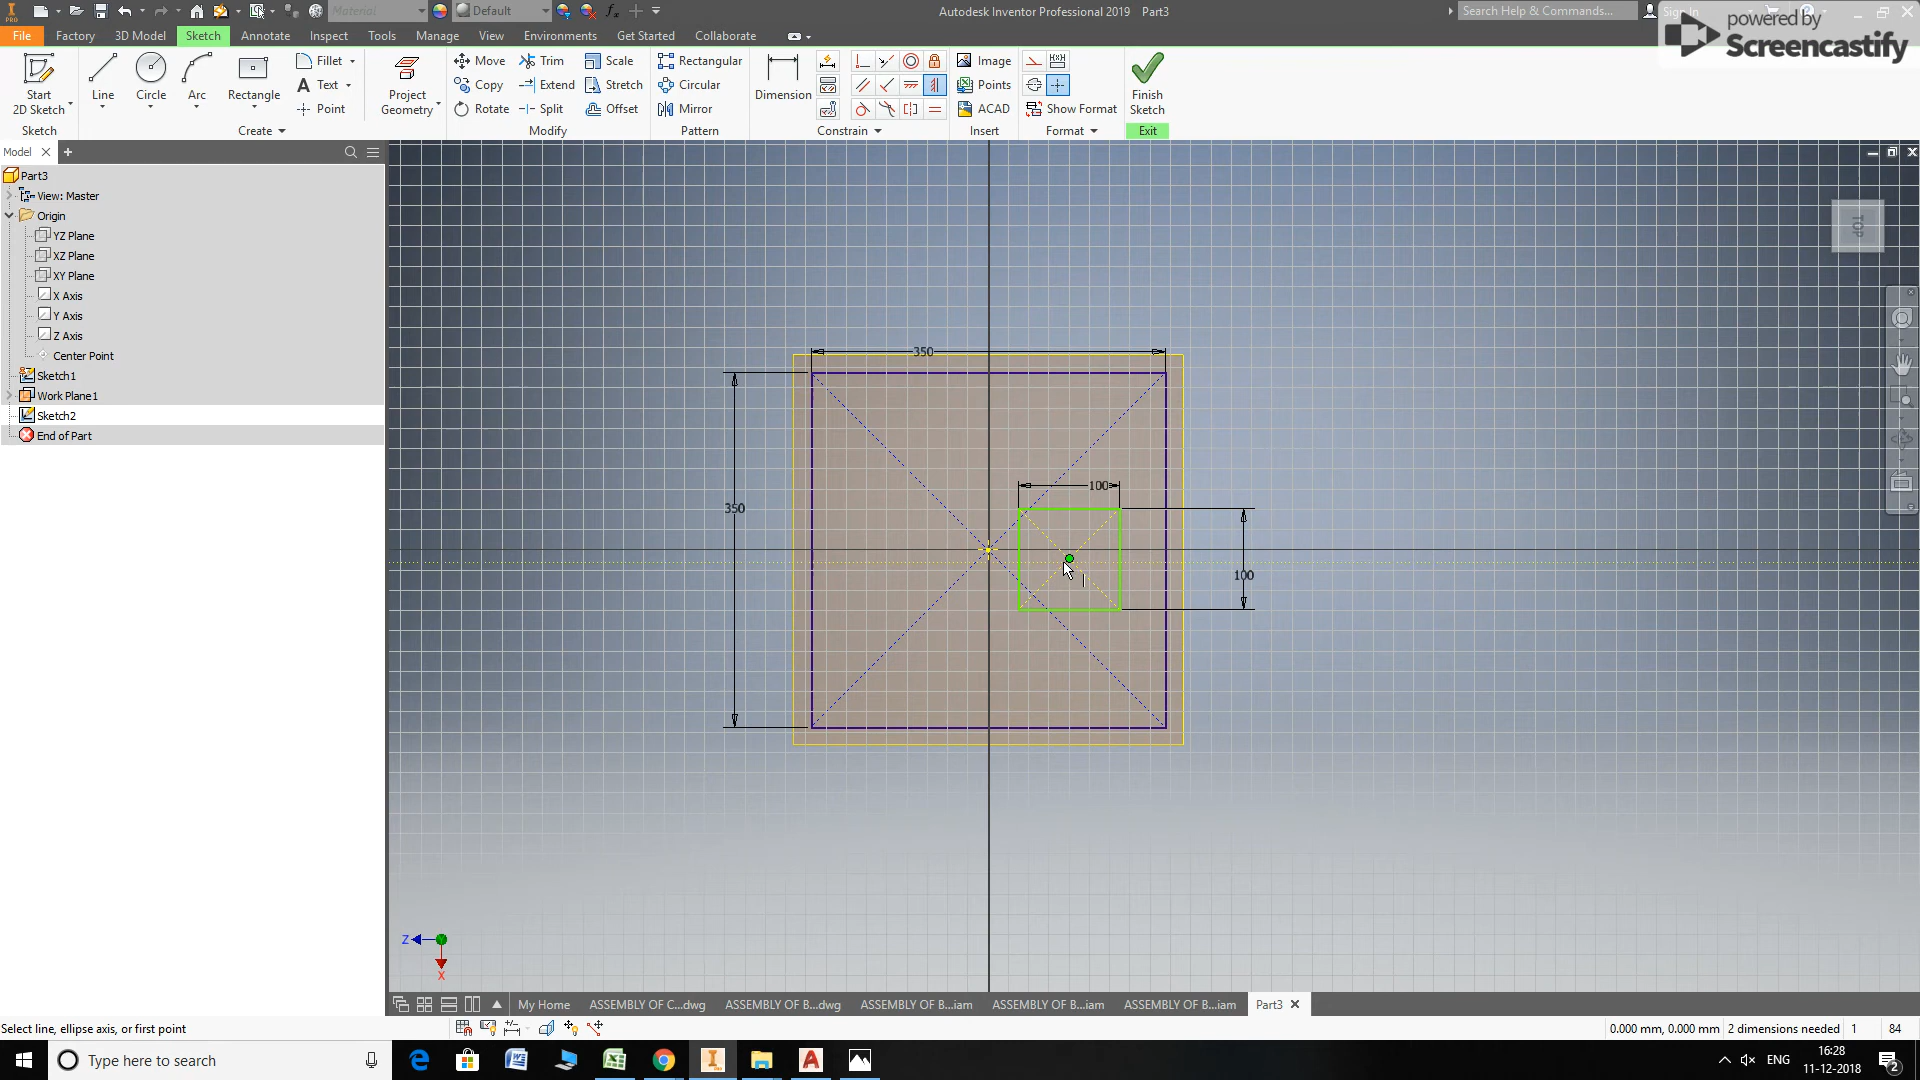 Material
Default
Autodesk Inventor Professional 2019 Part3
Search Help & Commands...
Sign In
powered by
Screencastify
File Factory 3D Model Sketch Annotate Inspect Tools Manage View Environments Get Started Collaborate
Start
2D Sketch
Line
Circle
Arc
Rectangle
Fillet
Text
Point
Project
Geometry
Move
Copy
Rotate
Trim
Extend
Split
Scale
Stretch
Offset
Rectangular
Circular
Mirror
Dimension
Image
Points
ACAD
Show Format
Finish
Sketch
Sketch Create Modify Pattern Constrain Insert Format Exit
Model
Part3
View: Master
Origin
YZ Plane
XZ Plane
XY Plane
X Axis
Y Axis
Z Axis
Center Point
Sketch1
Work Plane1
Sketch2
End of Part
TOP
350
350
100
100
Z
X
My Home ASSEMBLY OF C...dwg ASSEMBLY OF B...dwg ASSEMBLY OF B...iam ASSEMBLY OF B...iam ASSEMBLY OF B...iam Part3
Select line, ellipse axis, or first point
0.000 mm, 0.000 mm 2 dimensions needed 1 84
Type here to search
ENG
16:28
11-12-2018
2